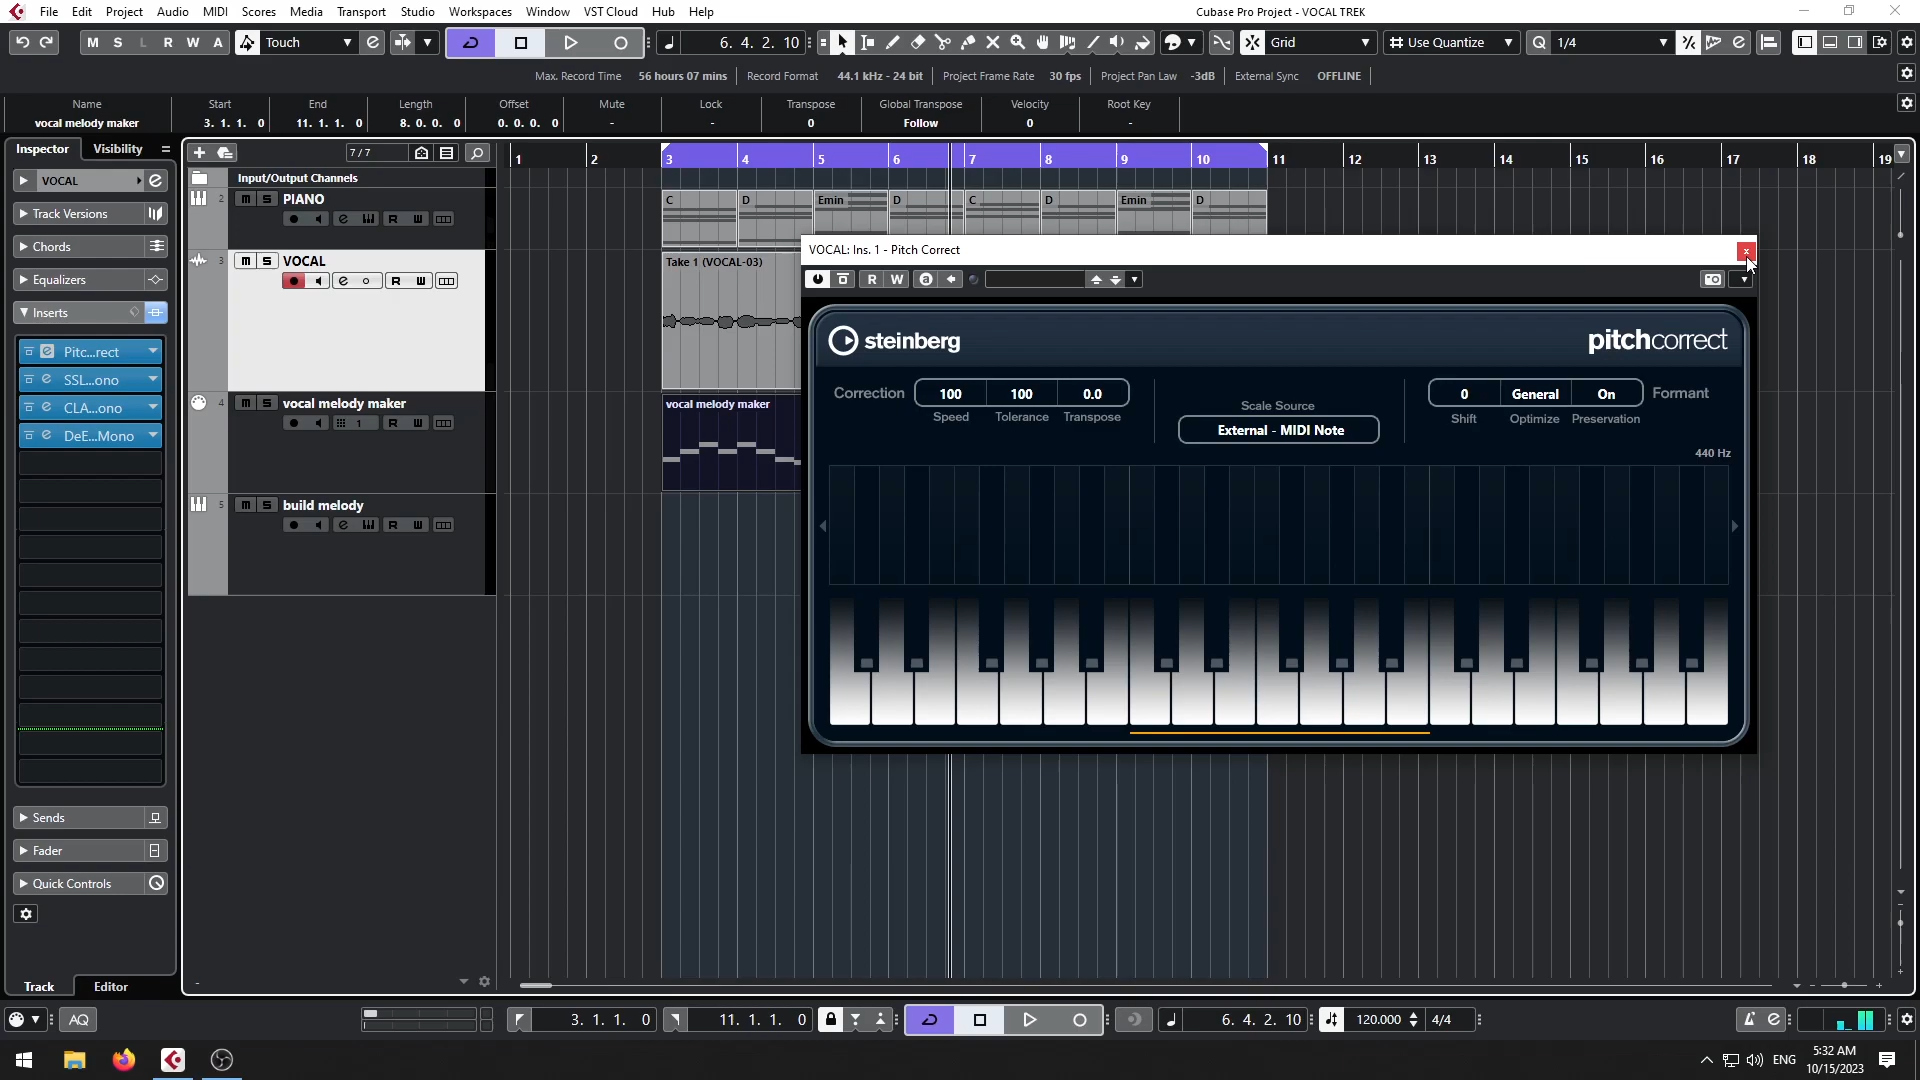 File Edit Project Audio MIDI Scores Media Transport Studio Workspaces Window VST Cloud Hub Help
Cubase Pro Project - VOCAL TREK
M S L R W A Touch
6. 4. 2. 10
Grid
Use Quantize
Q 1/4
Max. Record Time 56 hours 07 mins Record Format 44.1 kHz - 24 bit Project Frame Rate 30 fps Project Pan Law -3dB External Sync OFFLINE
Name Start End Length Offset Mute Lock Transpose Global Transpose Velocity Root Key
vocal melody maker 3. 1. 1. 0 11. 1. 1. 0 8. 0. 0. 0 0. 0. 0. 0 - - 0 Follow 0 -
Inspector Visibility
7 / 7
1 2 3 4 5 6 7 8 9 10 11 12 13 14 15 16 17 18 19
VOCAL
Track Versions
Chords
Equalizers
Inserts
Pitc...rect
SSL...ono
CLA...ono
DeE...Mono
Sends
Fader
Quick Controls
Track Editor
Input/Output Channels
2 m S PIANO
R W
3 m S VOCAL
R W
4 m S vocal melody maker
1 R W
5 m S build melody
R W
C D Emin D C D Emin D
Take 1 (VOCAL-03)
vocal melody maker
VOCAL: Ins. 1 - Pitch Correct
R W
steinberg
pitchcorrect
Correction 100 100 0.0
Speed Tolerance Transpose
Scale Source
External - MIDI Note
0 General On Formant
Shift Optimize Preservation
440 Hz
AQ
3. 1. 1. 0
11. 1. 1. 0
6. 4. 2. 10
120.000
4/4
ENG
5:32 AM
10/15/2023